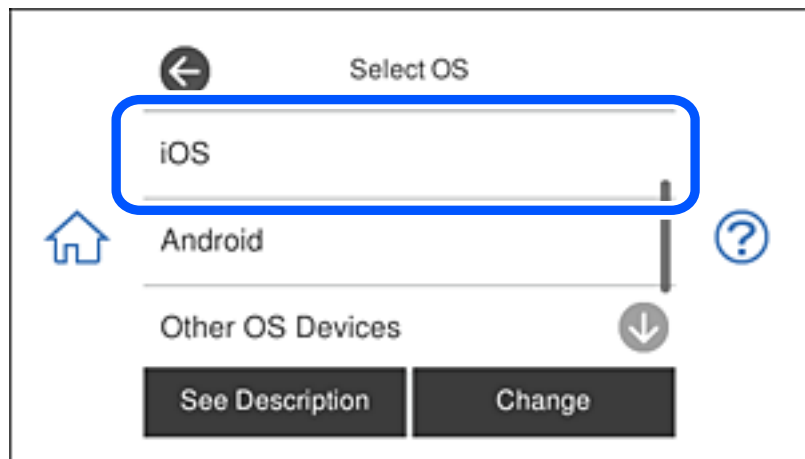 Select OS
iOS
Android
Other OS Devices
See Description
Change